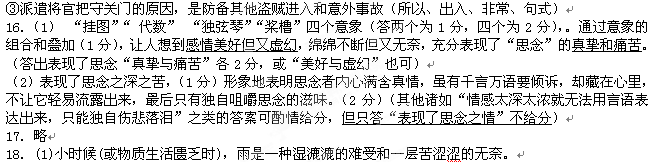 ③派遣将官把守关门的原因，是防备其他盗贼进入和意外事故（所以、出入、非常、句式）
16.（1） “挂图”“ 代数” “独弦琴”“桨橹”四个意象（答两个为 1 分，四个为 2 分），。通过意象的
组合和叠加（1 分），让人想到感情美好但又虚幻，绵绵不断但又无奈，充分表现了“思念”的真挚和痛苦。
（答出表现了思念“真挚与痛苦”各 2 分，或“美好与虚幻”也可）
（2）表现了思念之深之苦，（1 分）形象地表明思念者内心满含真情，虽有千言万语要倾诉，却藏在心里，
不让它轻易流露出来，最后只有独自咀嚼思念的滋味。（2 分）（其他诸如“情感太深太浓就无法用言语表
达出来，只能独自伤悲落泪”之类的答案可酌情给分，但只答“表现了思念之情”不给分）
17. 略
18. (1)小时候(或物质生活匮乏时)，雨是一种湿漉漉的难受和一层苦涩涩的无奈。